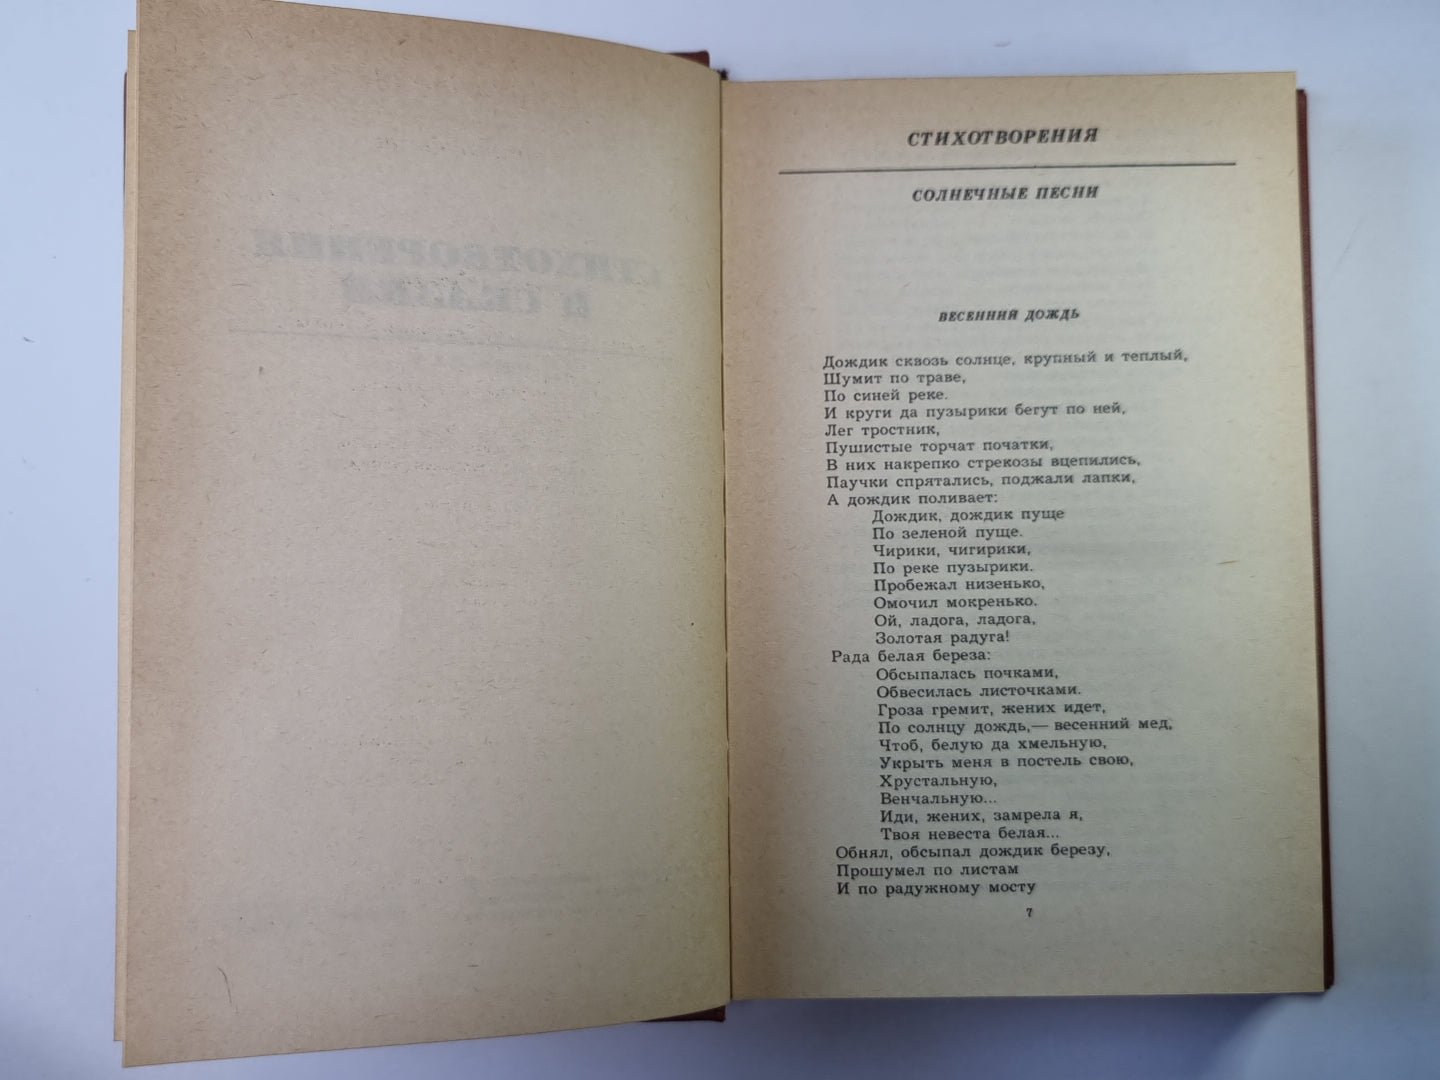 СТИХОТВОРЕНИЯ
И СКАЗКИ
СТИХОТВОРЕНИЯ
СОЛНЕЧНЫЕ ПЕСНИ
ВЕСЕННИЙ ДОЖДЬ
Дождик сквозь солнце, крупный и теплый,
Шумит по траве,
По синей реке.
И круги да пузырики бегут по ней,
Лег тростник,
Пушистые торчат початки,
В них накрепко стрекозы вцепились,
Паучки спрятались, поджали лапки,
А дождик поливает:
Дождик, дождик пуще
По зеленой пуще.
Чирики, чигирики,
По реке пузырики.
Пробежал низенько,
Омочил мокренько.
Ой, ладога, ладога,
Золотая радуга!
Рада белая береза:
Обсыпалась почками,
Обвесилась листочками.
Гроза гремит, жених идет,
По солнцу дождь,— весенний мед,
Чтоб, белую да хмельную,
Укрыть меня в постель свою,
Хрустальную,
Венчальную...
Иди, жених, замрела я,
Твоя невеста белая...
Обнял, обсыпал дождик березу,
Прошумел по листам
И по радужному мосту
7